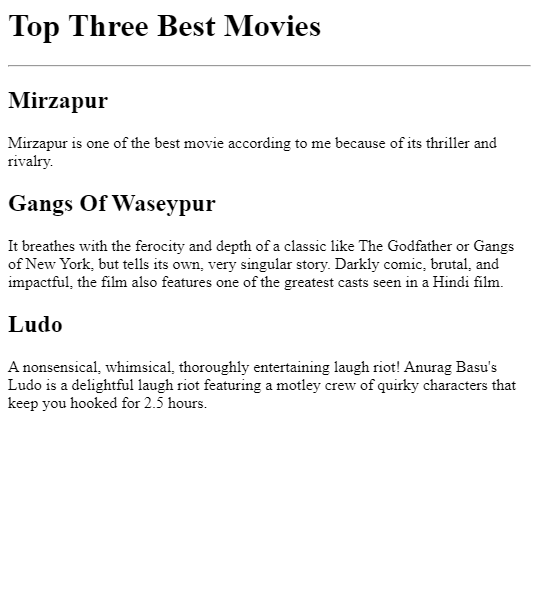 Top Three Best Movies
Mirzapur
Mirzapur is one of the best movie according to me because of its thriller and
rivalry.
Gangs Of Waseypur
It breathes with the ferocity and depth of a classic like The Godfather or Gangs
of New York, but tells its own, very singular story. Darkly comic, brutal, and
impactful, the film also features one of the greatest casts seen in a Hindi film.
Ludo
A nonsensical, whimsical, thoroughly entertaining laugh riot! Anurag Basu's
Ludo is a delightful laugh riot featuring a motley crew of quirky characters that
keep you hooked for 2.5 hours.